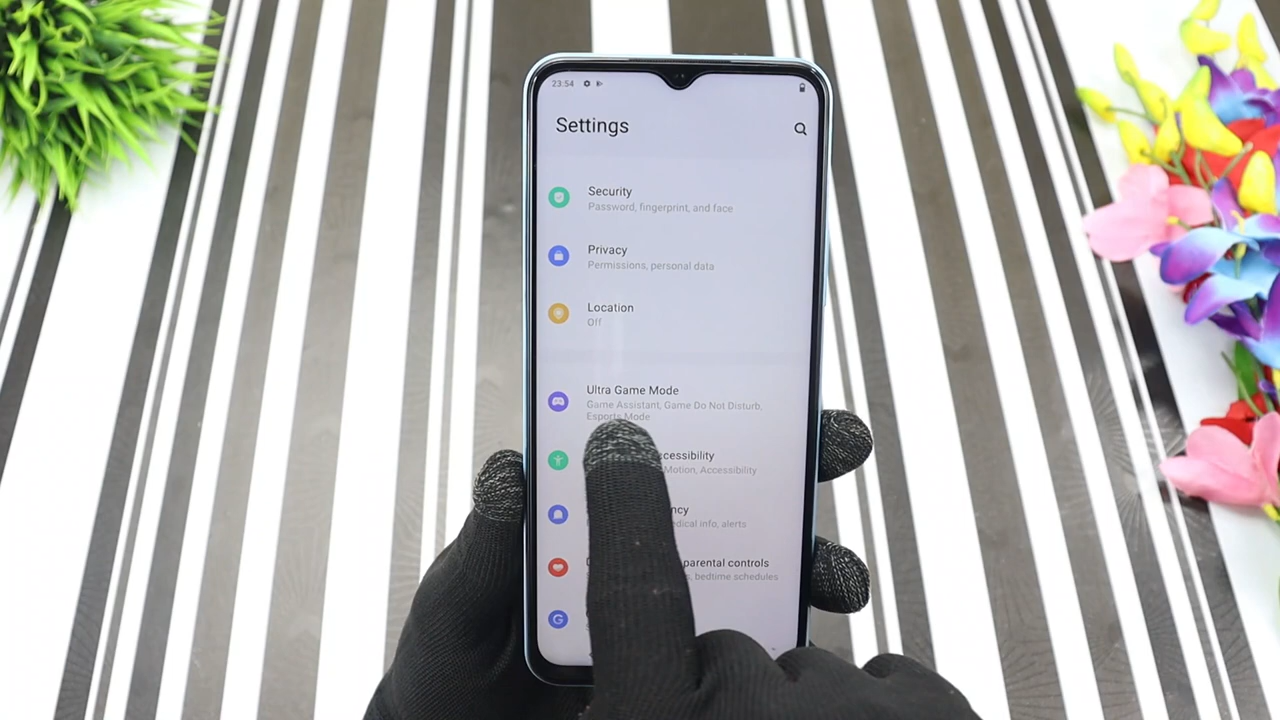 23:54
Settings
Security
Password, fingerprint, and face
Privacy
Permissions, personal data
Location
Off
Ultra Game Mode
Game Assistant, Game Do Not Disturb,
Esports Mode
ccessibility
Motion, Accessibility
ncy
edical info, alerts
parental controls
s, bedtime schedules
G